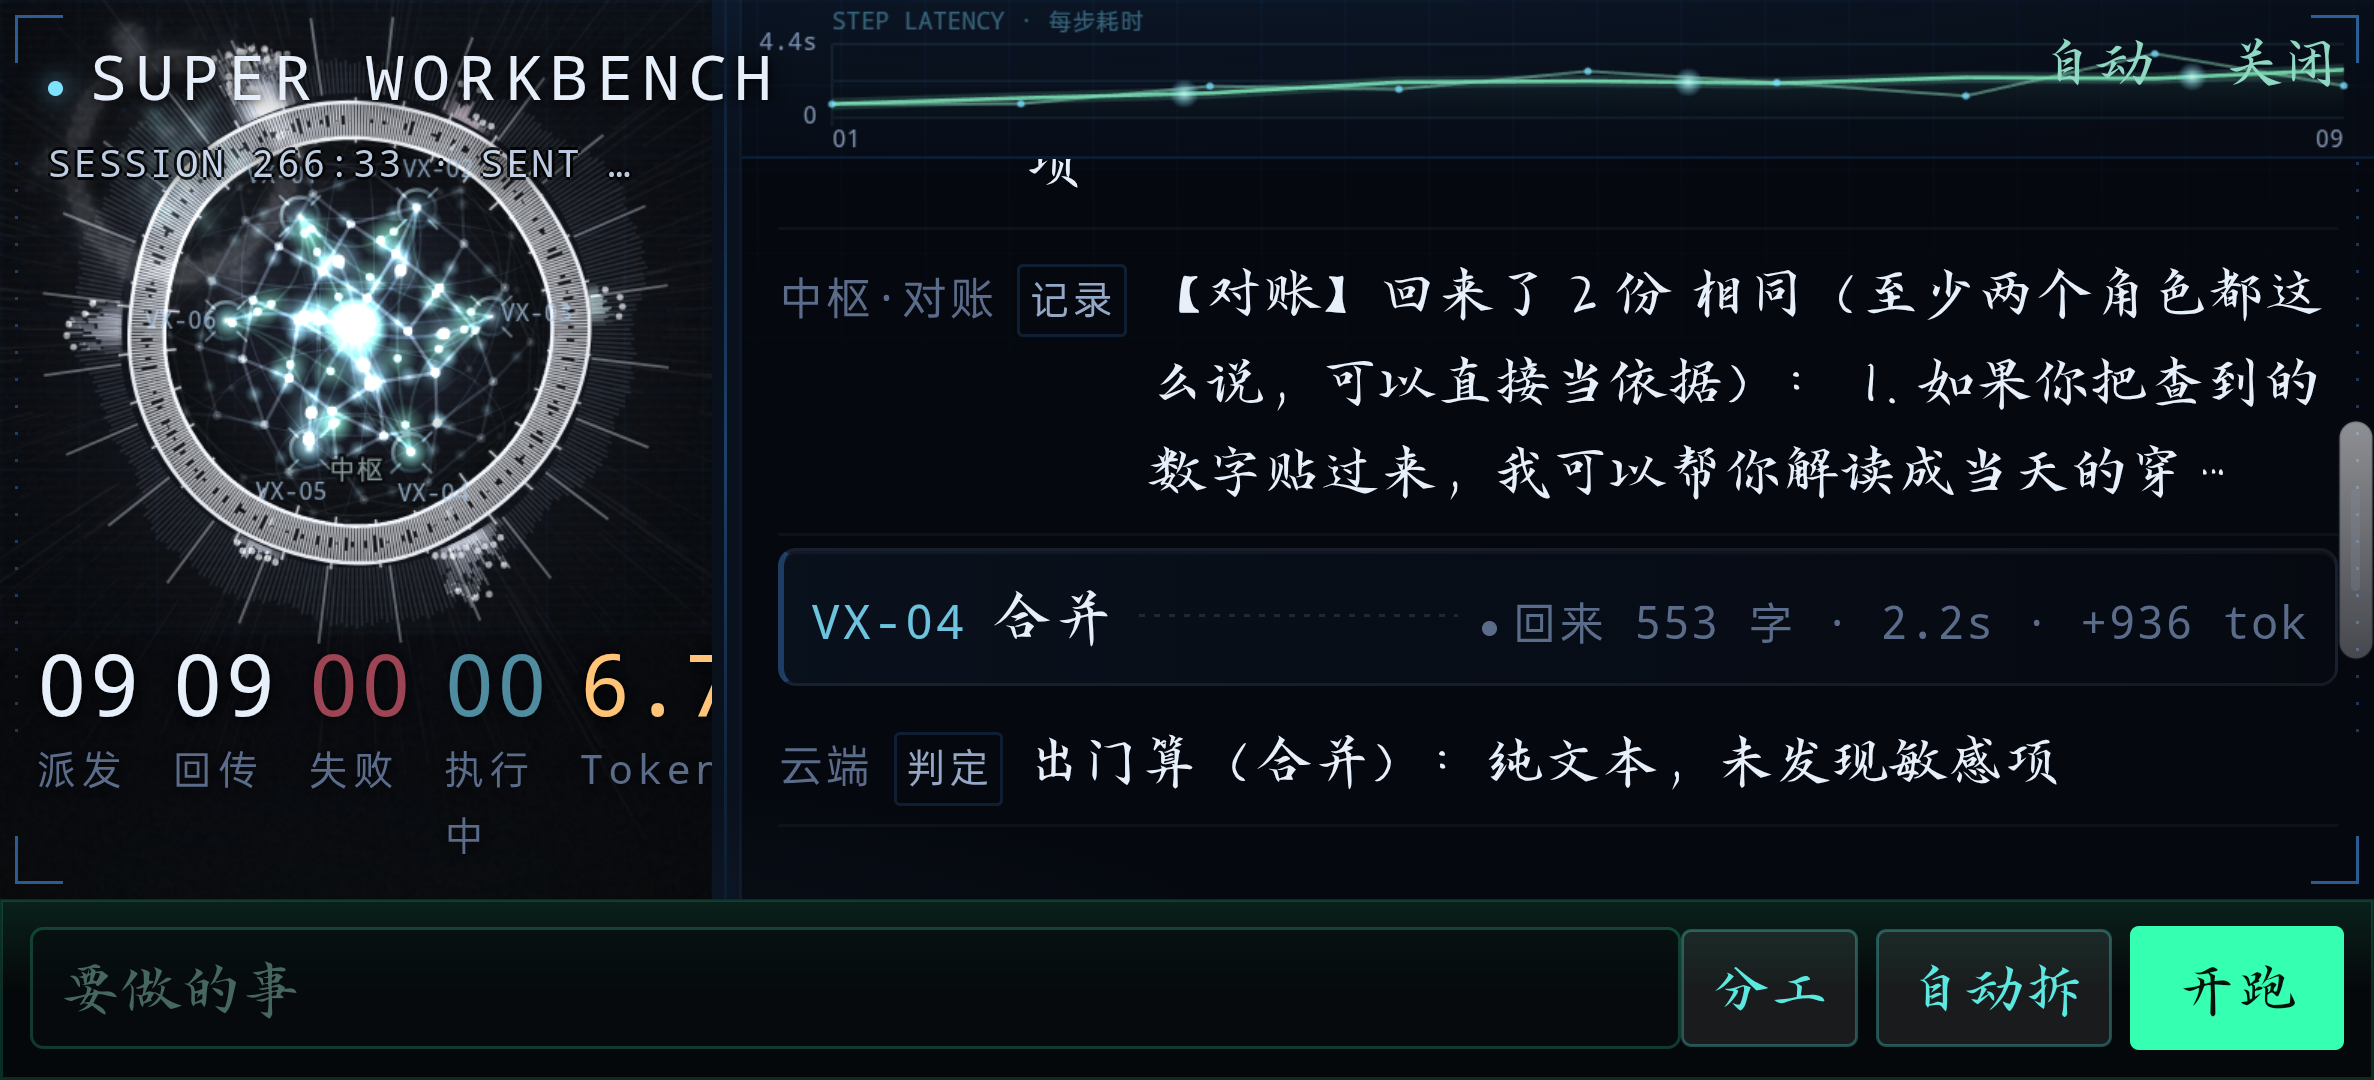 SUPER WORKBENCH
SESSION 266:33 · SENT …
VX-06
VX-05
中枢
09 09 00 00
派发 回传 失败 执行中
STEP LATENCY · 每步耗时
4.4s
0
01
09
自动 关闭
项
中枢·对账 记录 【对账】回来了 2 份 相同（至少两个角色都这
么说，可以直接当依据）： 1. 如果你把查到的
数字贴过来，我可以帮你解读成当天的穿 …
VX-04 合并 回来 553 字 · 2.2s · +936 tok
云端 判定 出门算（合并）：纯文本，未发现敏感项
要做的事
分工
自动拆
开跑